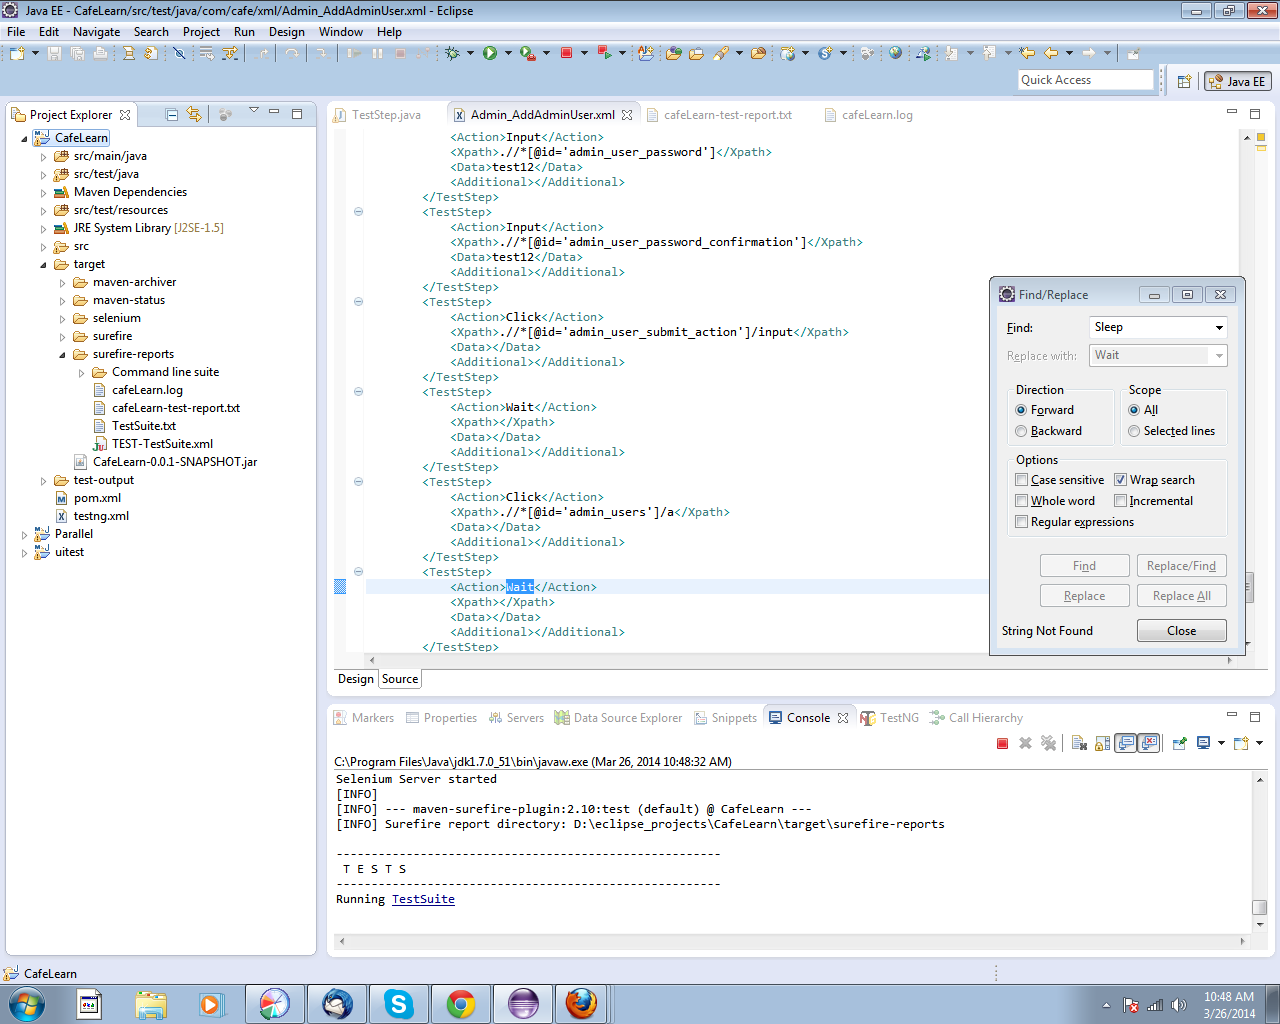 Java EE - CafeLearn/src/test/java/com/cafe/xml/Admin_AddAdminUser.xml - Eclipse
File Edit Navigate Search Project Run Design Window Help
Quick Access
Java EE
Project Explorer
CafeLearn
src/main/java
src/test/java
Maven Dependencies
src/test/resources
JRE System Library [J2SE-1.5]
src
target
maven-archiver
maven-status
selenium
surefire
surefire-reports
Command line suite
cafeLearn.log
cafeLearn-test-report.txt
TestSuite.txt
TEST-TestSuite.xml
CafeLearn-0.0.1-SNAPSHOT.jar
test-output
pom.xml
testng.xml
Parallel
uitest
TestStep.java Admin_AddAdminUser.xml cafeLearn-test-report.txt cafeLearn.log
<Action>Input</Action>
<Xpath>.//*[@id='admin_user_password']</Xpath>
<Data>test12</Data>
<Additional></Additional>
</TestStep>
<TestStep>
<Action>Input</Action>
<Xpath>.//*[@id='admin_user_password_confirmation']</Xpath>
<Data>test12</Data>
<Additional></Additional>
</TestStep>
<TestStep>
<Action>Click</Action>
<Xpath>.//*[@id='admin_user_submit_action']/input</Xpath>
<Data></Data>
<Additional></Additional>
</TestStep>
<TestStep>
<Action>Wait</Action>
<Xpath></Xpath>
<Data></Data>
<Additional></Additional>
</TestStep>
<TestStep>
<Action>Click</Action>
<Xpath>.//*[@id='admin_users']/a</Xpath>
<Data></Data>
<Additional></Additional>
</TestStep>
<TestStep>
<Action>Wait</Action>
<Xpath></Xpath>
<Data></Data>
<Additional></Additional>
</TestStep>
Design Source
Find/Replace
Find: Sleep
Replace with: Wait
Direction Scope
Forward All
Backward Selected lines
Options
Case sensitive Wrap search
Whole word Incremental
Regular expressions
Find Replace/Find
Replace Replace All
String Not Found Close
Markers Properties Servers Data Source Explorer Snippets Console TestNG Call Hierarchy
C:\Program Files\Java\jdk1.7.0_51\bin\javaw.exe (Mar 26, 2014 10:48:32 AM)
Selenium Server started
[INFO]
[INFO] --- maven-surefire-plugin:2.10:test (default) @ CafeLearn ---
[INFO] Surefire report directory: D:\eclipse_projects\CafeLearn\target\surefire-reports
-------------------------------------------------------
T E S T S
-------------------------------------------------------
Running TestSuite
CafeLearn
10:48 AM
3/26/2014